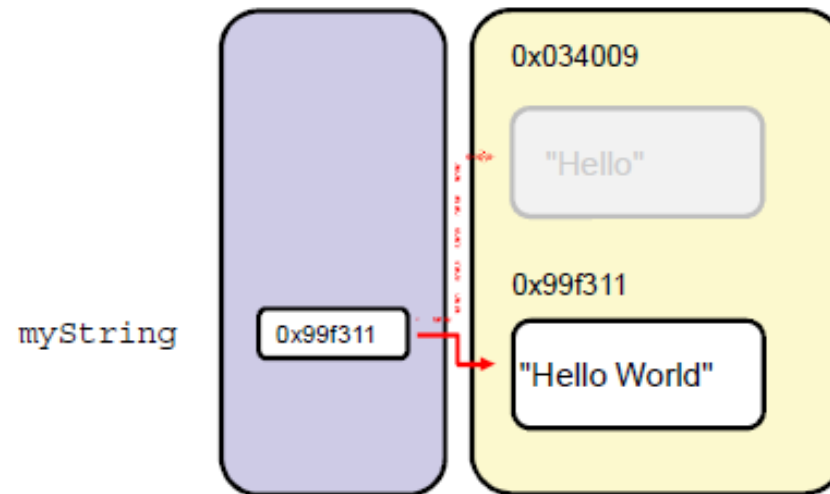 0x034009
"Hello"
0x99f311
myString
0x99f311
"Hello World"